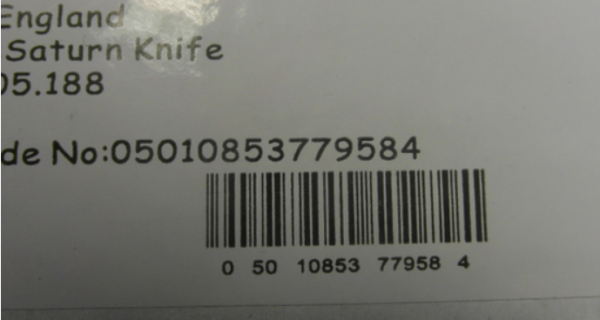 England
Saturn Knife
05.188
de No:05010853779584
0 50 10853 77958 4